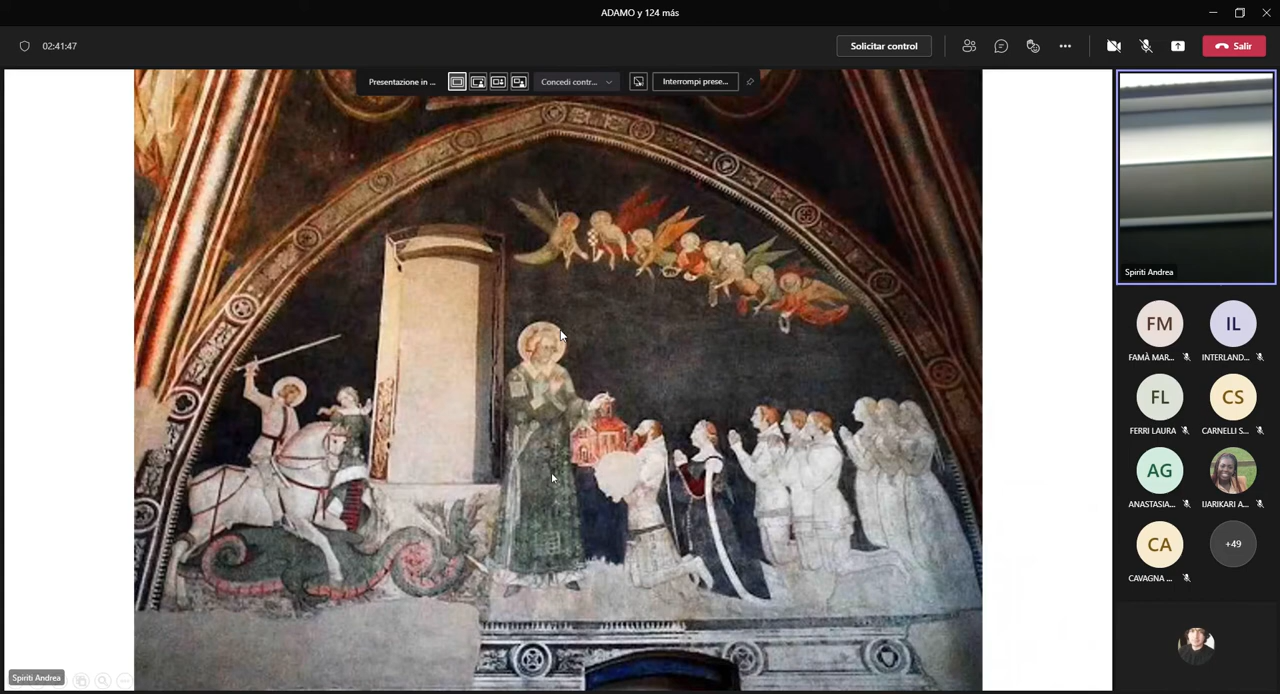 ADAMO y 124 más
02:41:47
Solicitar control
Salir
Presentazione in ...
Concedi contr...
Interrompi prese...
Spiriti Andrea
FM
IL
FAMÀ MAR...
INTERLAND...
FL
CS
FERRI LAURA
CARNELLI S...
AG
ANASTASIA...
IJARIKARI A...
CA
+49
CAVAGNA ...
Spiriti Andrea